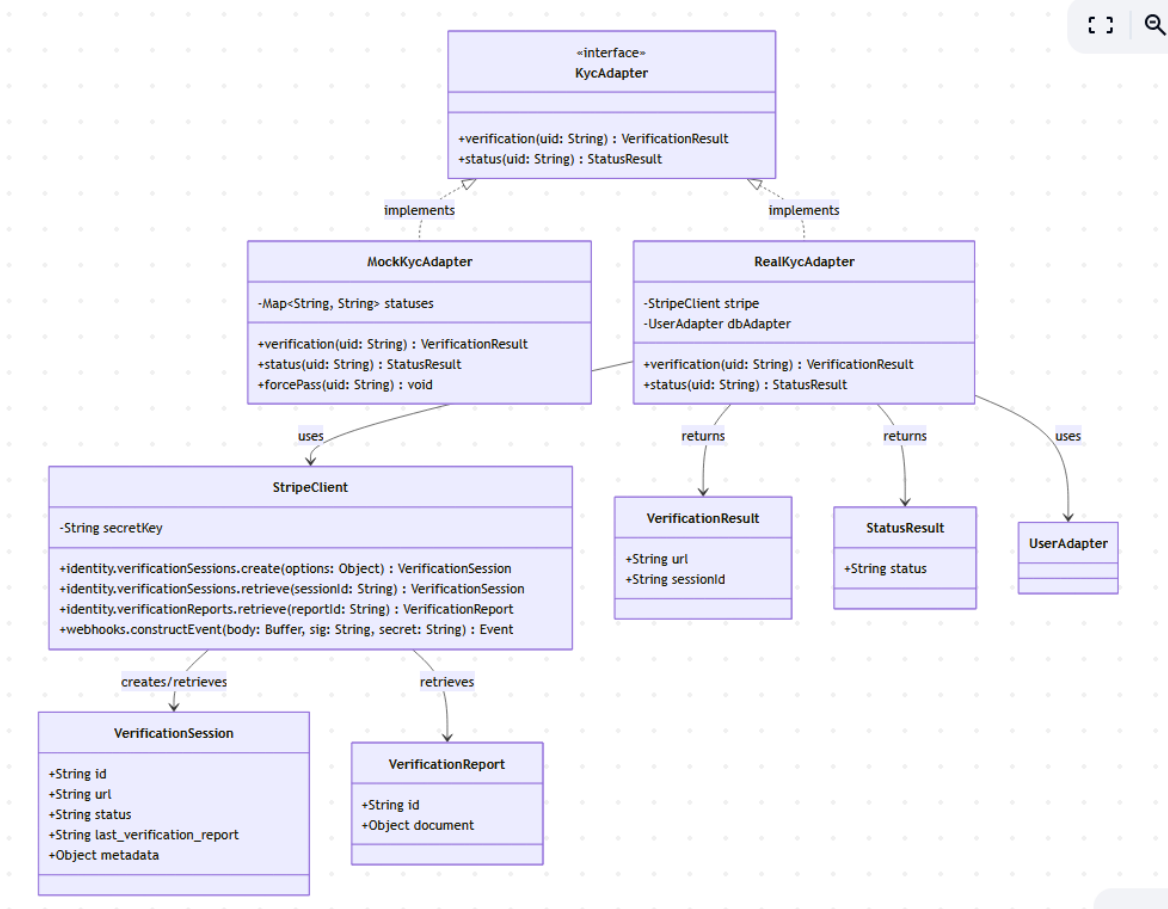 «interface»
KycAdapter
+verification(uid: String) : VerificationResult
+status(uid: String) : StatusResult
implements
implements
MockKycAdapter
-Map<String, String> statuses
+verification(uid: String) : VerificationResult
+status(uid: String) : StatusResult
+forcePass(uid: String) : void
RealKycAdapter
-StripeClient stripe
-UserAdapter dbAdapter
+verification(uid: String) : VerificationResult
+status(uid: String) : StatusResult
uses
returns
returns
uses
StripeClient
-String secretKey
+identity.verificationSessions.create(options: Object) : VerificationSession
+identity.verificationSessions.retrieve(sessionId: String) : VerificationSession
+identity.verificationReports.retrieve(reportId: String) : VerificationReport
+webhooks.constructEvent(body: Buffer, sig: String, secret: String) : Event
VerificationResult
+String url
+String sessionId
StatusResult
+String status
UserAdapter
creates/retrieves
retrieves
VerificationSession
+String id
+String url
+String status
+String last_verification_report
+Object metadata
VerificationReport
+String id
+Object document